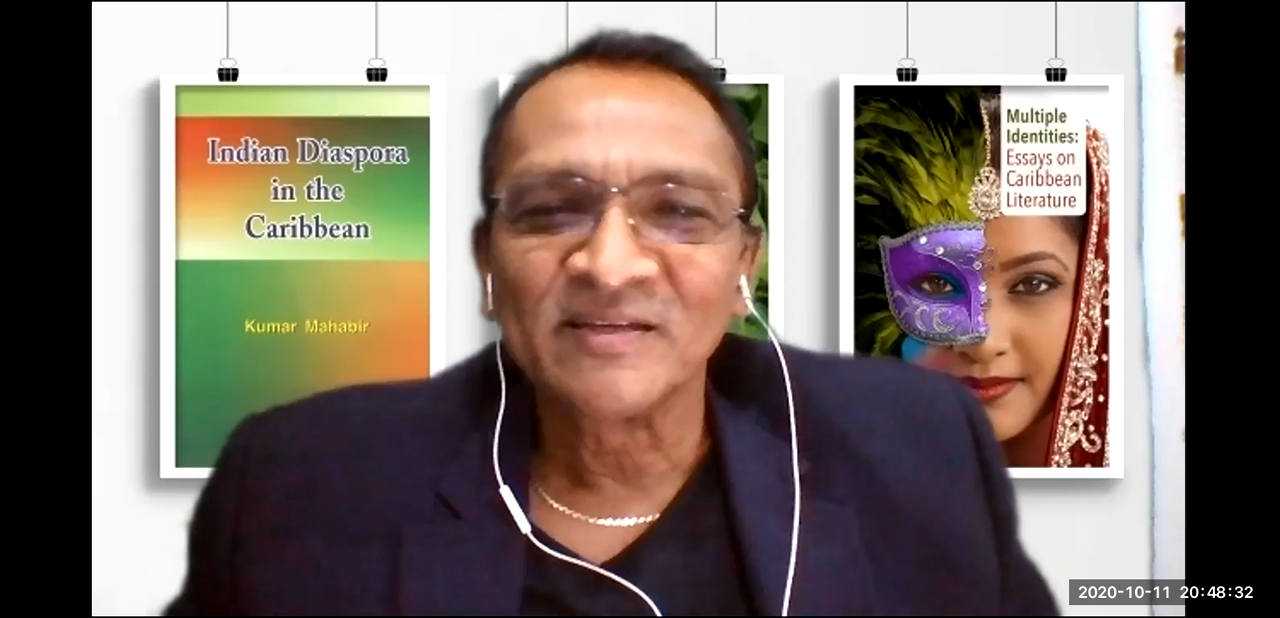 Indian Diaspora
in the
Caribbean
Kumar Mahabir
Multiple
Identities:
Essays on
Caribbean
Literature
2020-10-11 20:48:32